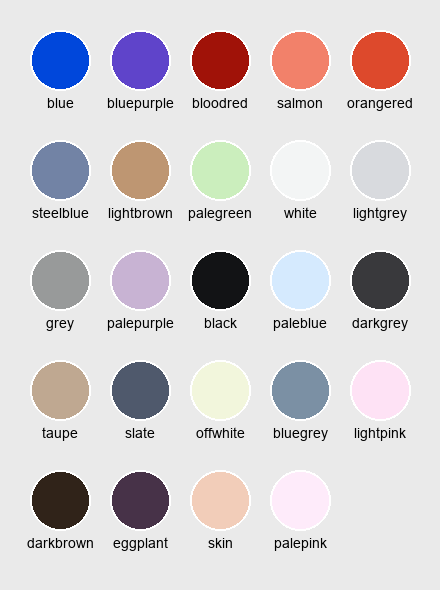 blue bluepurple bloodred salmon orangered
steelblue lightbrown palegreen white lightgrey
grey palepurple black paleblue darkgrey
taupe slate offwhite bluegrey lightpink
darkbrown eggplant skin palepink